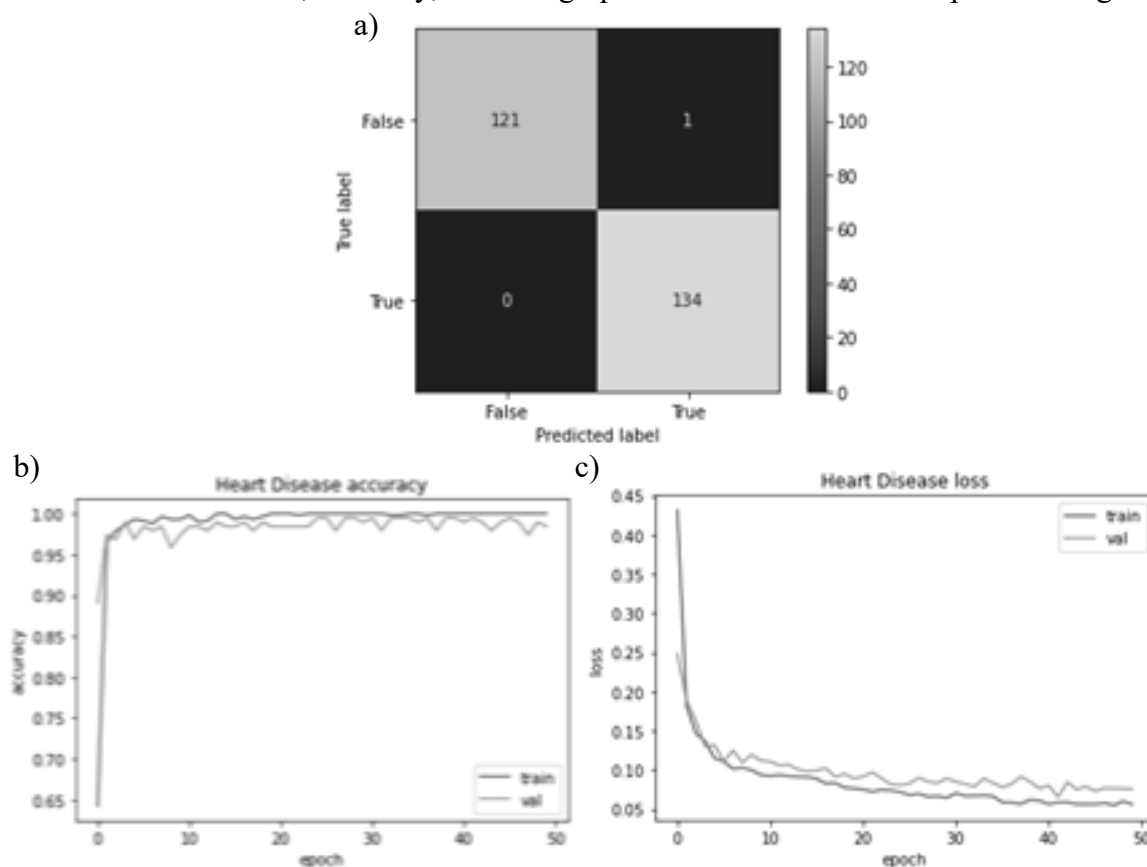 a)
120
False
121
1
100
80
True label
60
True
0
134
40
20
0
False
True
Predicted label
b)
Heart Disease accuracy
1.00
0.95
0.90
0.85
0.80
0.75
0.70
0.65
accuracy
train
val
0
10
20
30
40
50
epoch
c)
Heart Disease loss
0.45
0.40
0.35
0.30
0.25
0.20
0.15
0.10
0.05
loss
train
val
0
10
20
30
40
50
epoch